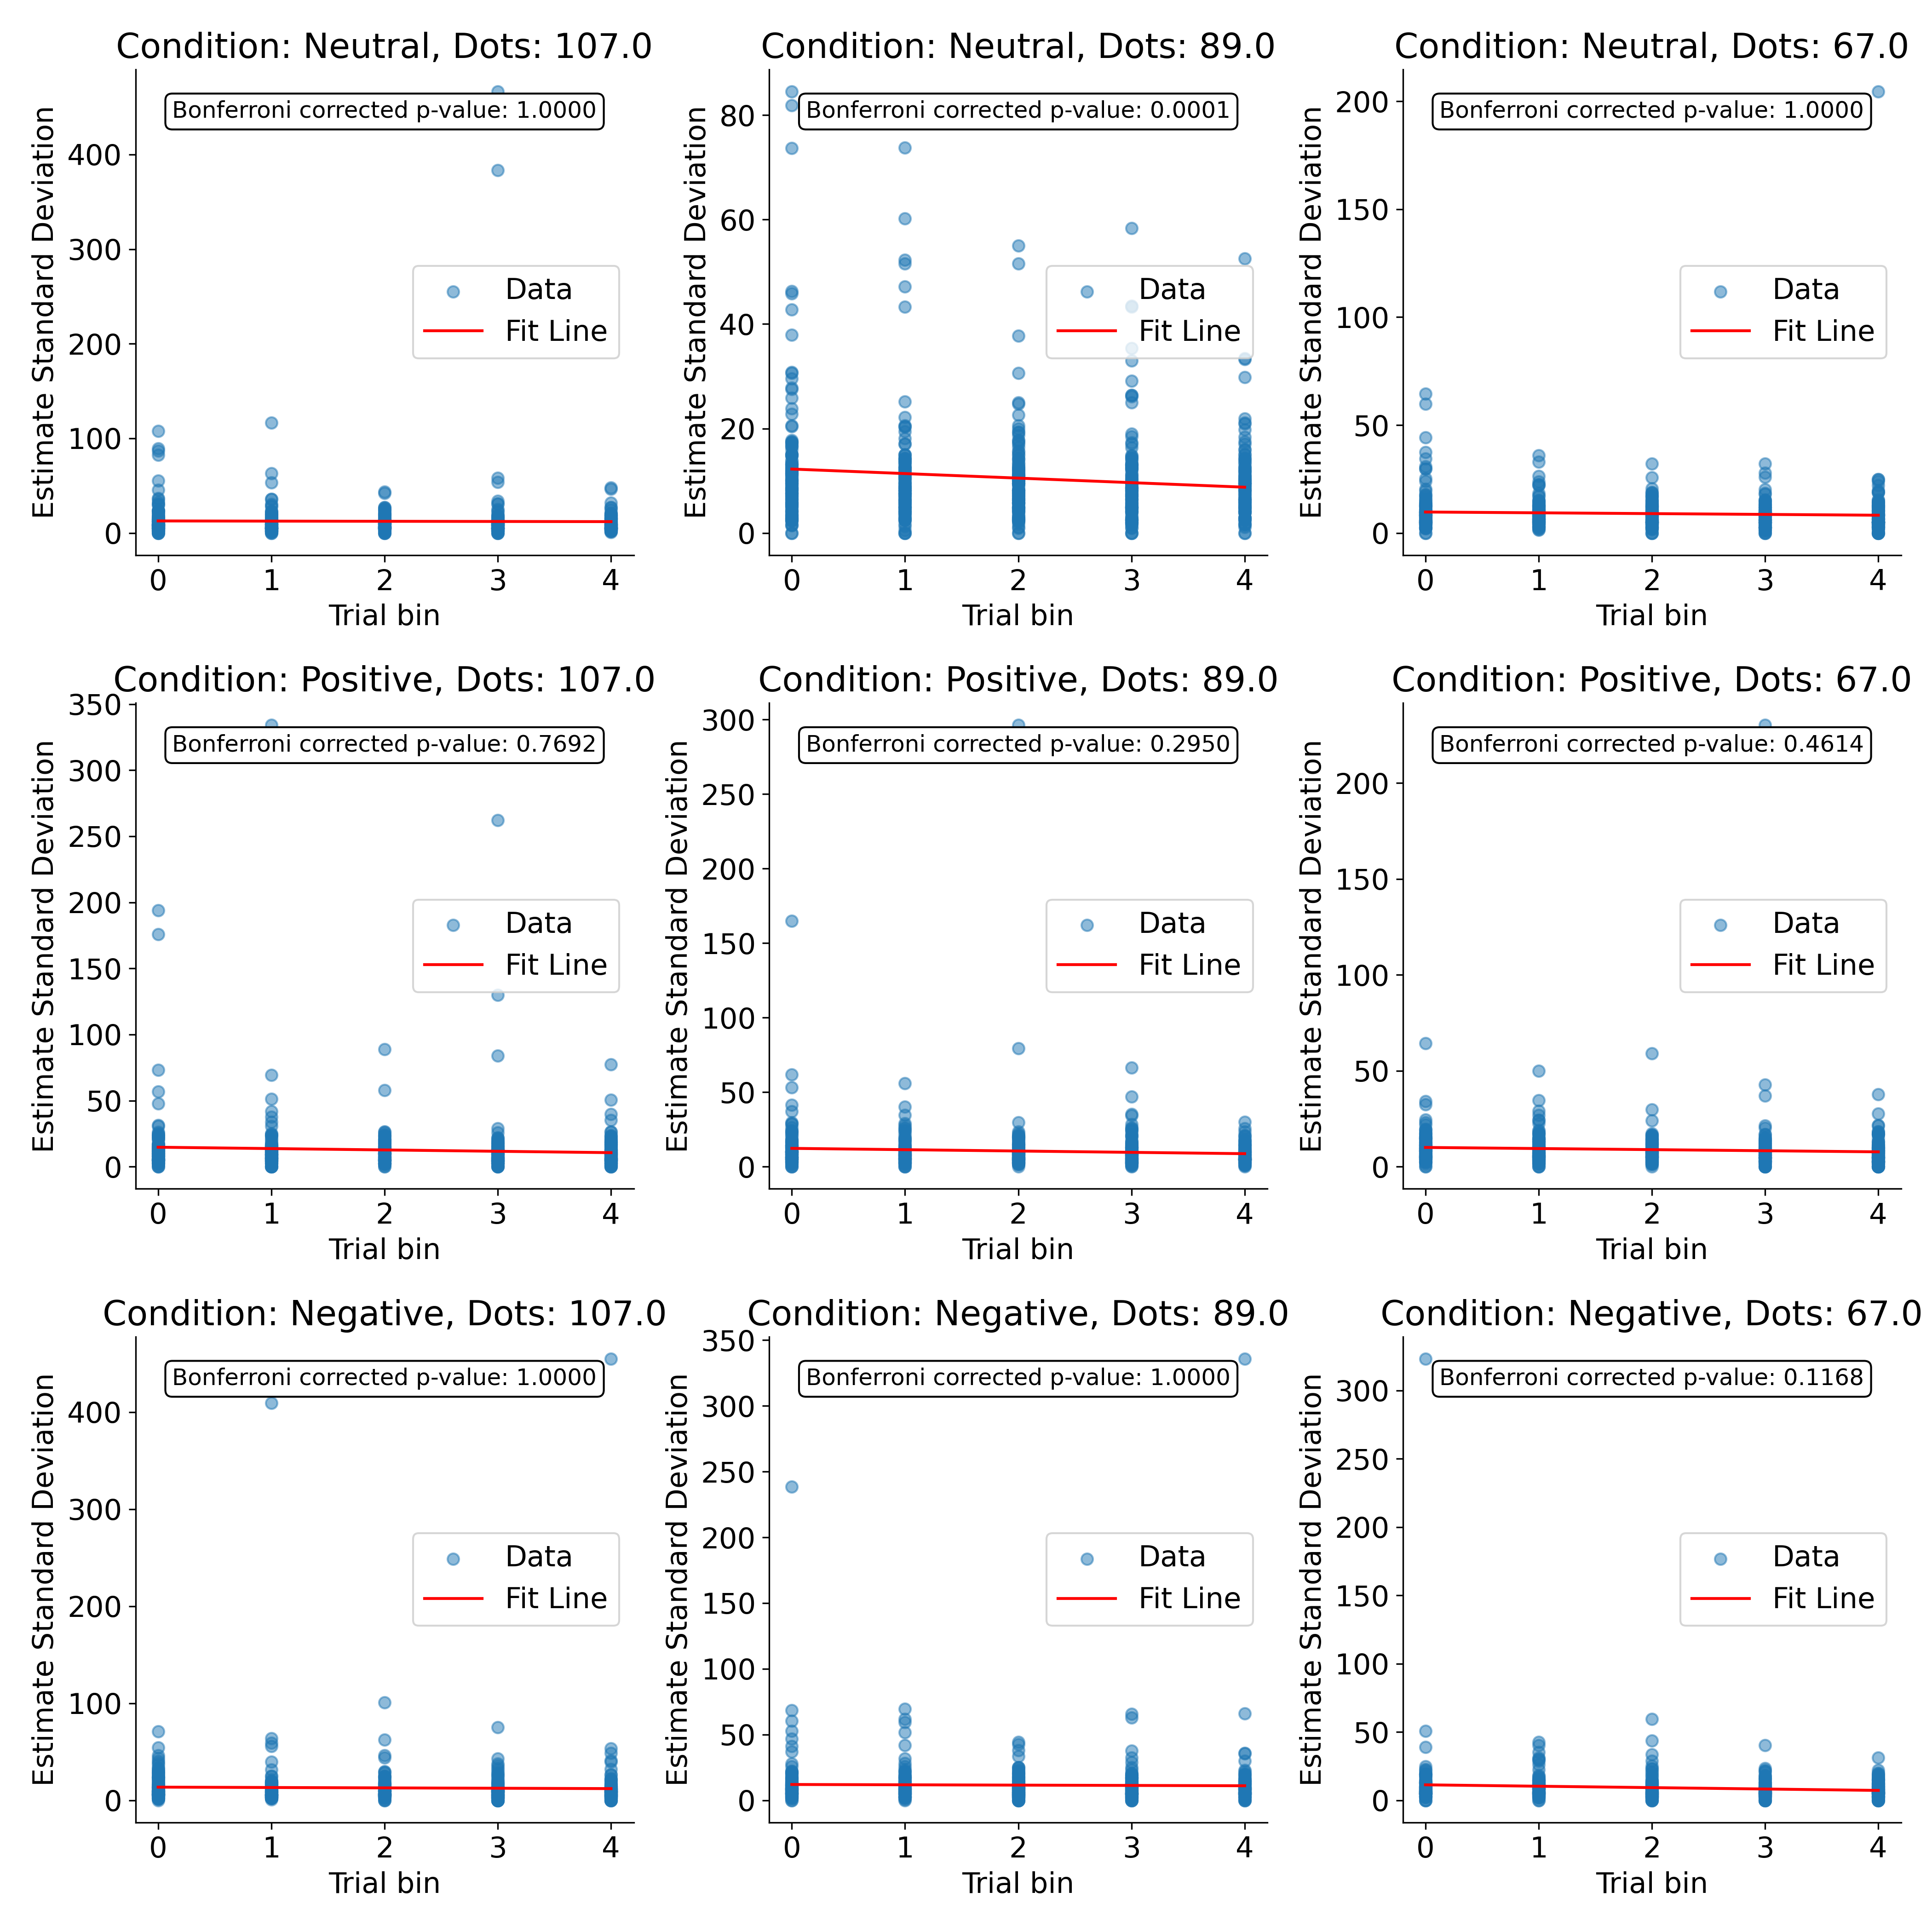 Condition: Neutral, Dots: 107.0
Bonferroni corrected p-value: 1.0000
Estimate Standard Deviation
400
300
200
100
0
Data
Fit Line
0 1 2 3 4
Trial bin
Condition: Neutral, Dots: 89.0
Bonferroni corrected p-value: 0.0001
Estimate Standard Deviation
80
60
40
20
0
Data
Fit Line
0 1 2 3 4
Trial bin
Condition: Neutral, Dots: 67.0
Bonferroni corrected p-value: 1.0000
Estimate Standard Deviation
200
150
100
50
0
Data
Fit Line
0 1 2 3 4
Trial bin
Condition: Positive, Dots: 107.0
Bonferroni corrected p-value: 0.7692
Estimate Standard Deviation
350
300
250
200
150
100
50
0
Data
Fit Line
0 1 2 3 4
Trial bin
Condition: Positive, Dots: 89.0
Bonferroni corrected p-value: 0.2950
Estimate Standard Deviation
300
250
200
150
100
50
0
Data
Fit Line
0 1 2 3 4
Trial bin
Condition: Positive, Dots: 67.0
Bonferroni corrected p-value: 0.4614
Estimate Standard Deviation
200
150
100
50
0
Data
Fit Line
0 1 2 3 4
Trial bin
Condition: Negative, Dots: 107.0
Bonferroni corrected p-value: 1.0000
Estimate Standard Deviation
400
300
200
100
0
Data
Fit Line
0 1 2 3 4
Trial bin
Condition: Negative, Dots: 89.0
Bonferroni corrected p-value: 1.0000
Estimate Standard Deviation
350
300
250
200
150
100
50
0
Data
Fit Line
0 1 2 3 4
Trial bin
Condition: Negative, Dots: 67.0
Bonferroni corrected p-value: 0.1168
Estimate Standard Deviation
300
250
200
150
100
50
0
Data
Fit Line
0 1 2 3 4
Trial bin